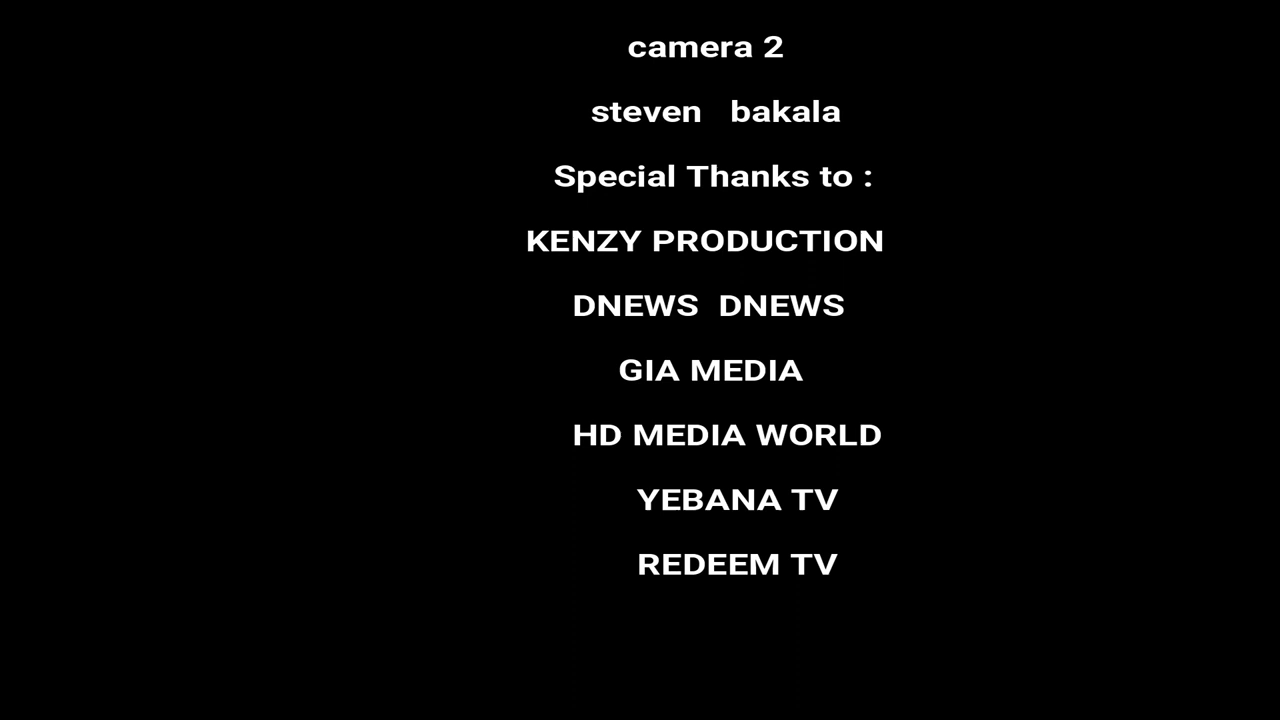 camera 2
steven bakala
Special Thanks to :
KENZY PRODUCTION
DNEWS DNEWS
GIA MEDIA
HD MEDIA WORLD
YEBANA TV
REDEEM TV